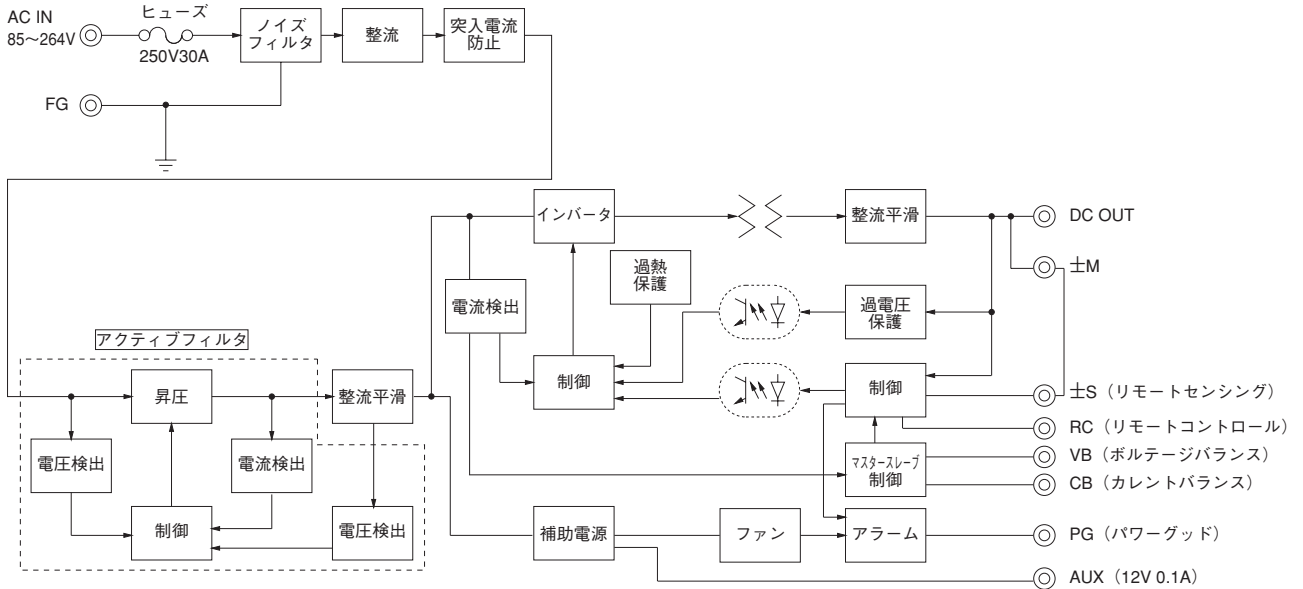 AC IN
85〜264V
ヒューズ
250V30A
ノイズ
フィルタ
整流
突入電流
防止
FG
インバータ
整流平滑
DC OUT
過熱
保護
士M
電流検出
過電圧
保護
アクティブフィルタ
制御
制御
昇圧
整流平滑
士S（リモートセンシング）
RC（リモートコントロール）
電圧検出
電流検出
マスタースレーブ
制御
VB（ボルテージバランス）
CB（カレントバランス）
制御
電圧検出
補助電源
ファン
アラーム
PG（パワーグッド）
AUX（12V 0.1A）